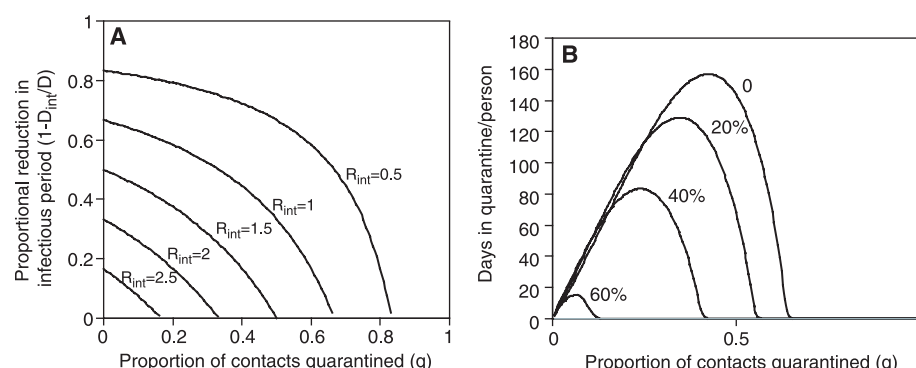 A
Proportional reduction in
infectious period (1-D_int/D)
1
0.8
0.6
0.4
0.2
0
R_int=0.5
R_int=1
R_int=1.5
R_int=2
R_int=2.5
0 0.2 0.4 0.6 0.8 1
Proportion of contacts quarantined (q)
B
Days in quarantine/person
180
160
140
120
100
80
60
40
20
0
0
20%
40%
60%
0 0.5
Proportion of contacts quarantined (q)